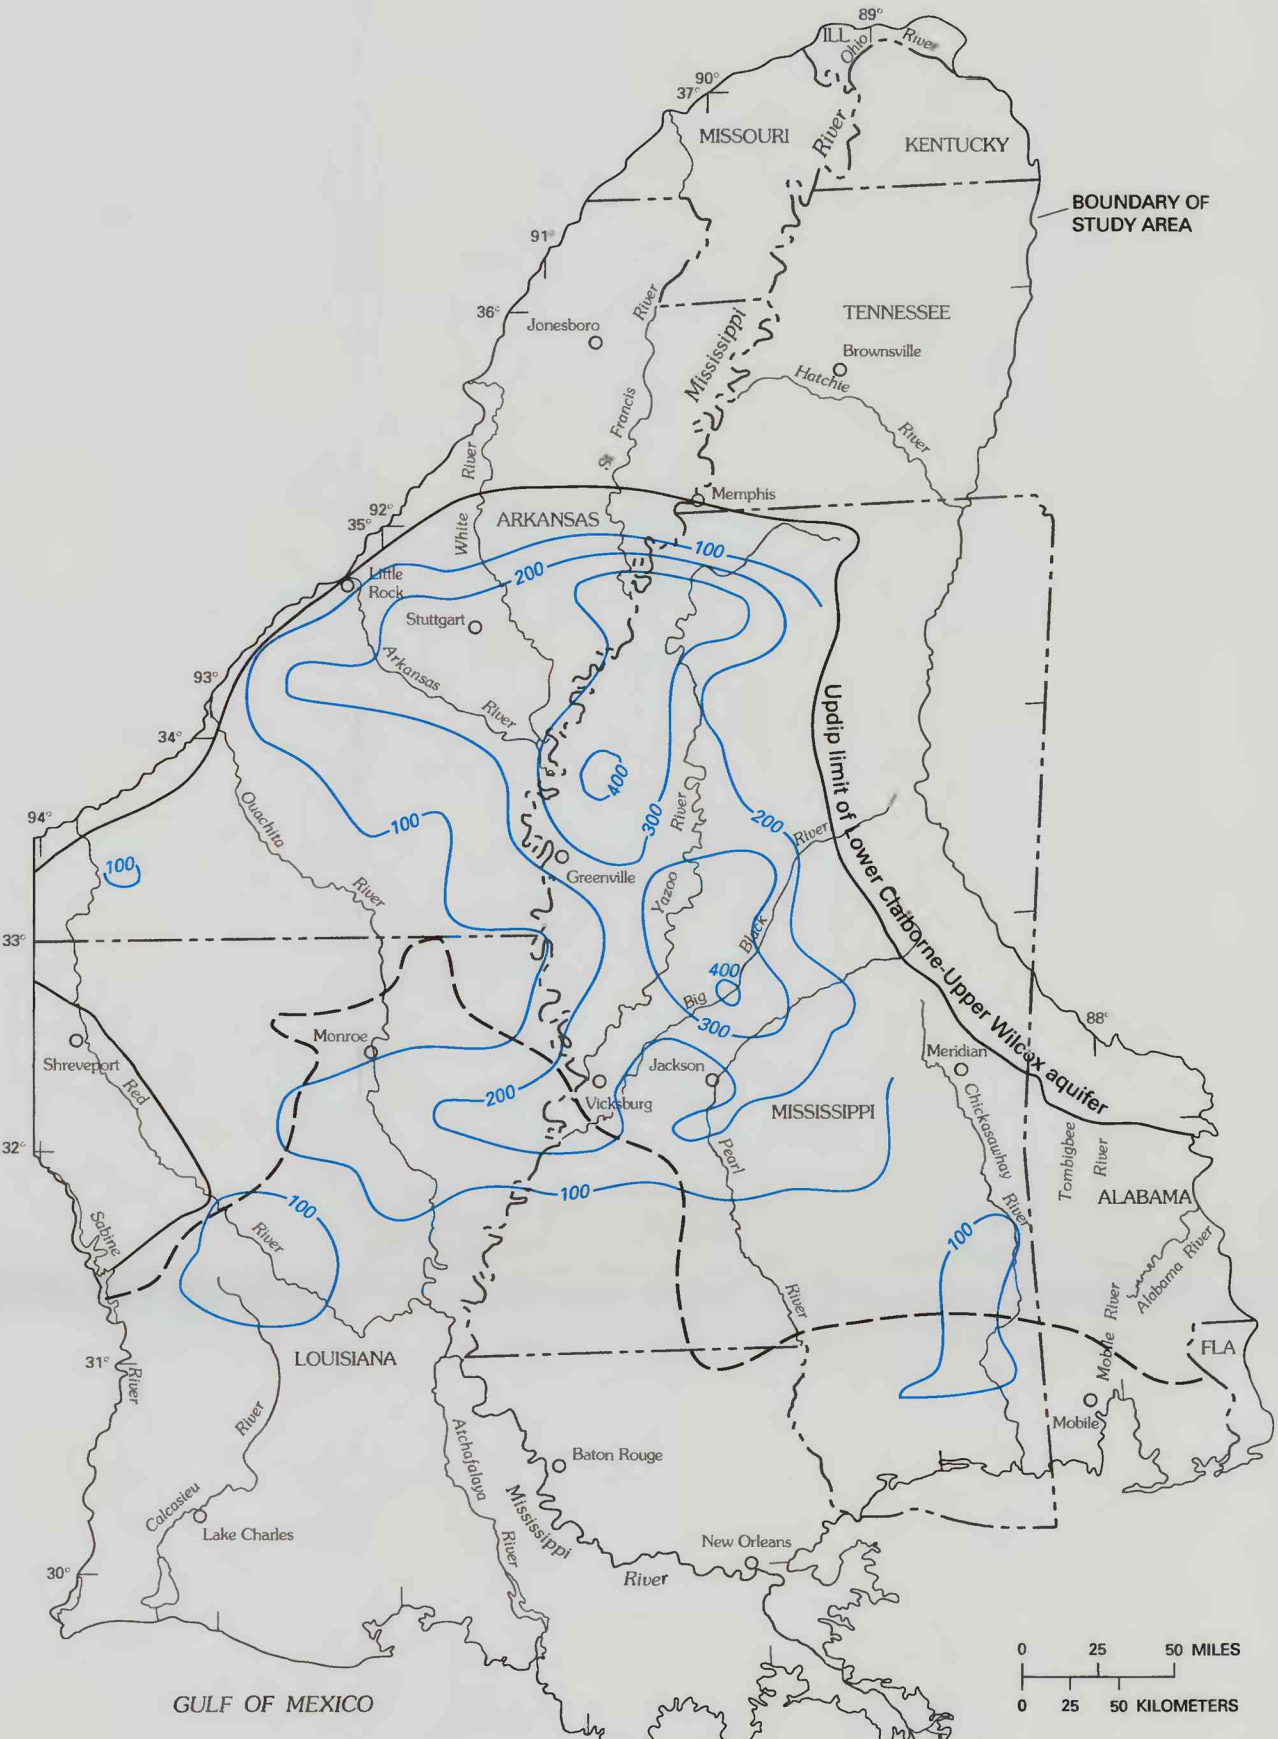 89°
ILL
Ohio
River
90°
37°
MISSOURI
River
KENTUCKY
BOUNDARY OF
STUDY AREA
91°
36°
Jonesboro
River
Mississippi
TENNESSEE
Brownsville
Hatchie
River
St
Francis
River
White
Memphis
92°
35°
ARKANSAS
100
200
Little
Rock
Stuttgart
Arkansas
River
93°
34°
Updip limit of Lower Claiborne-Upper Wilcox aquifer
400
300
200
River
River
Ouachita
River
100
94°
100
Greenville
Yazoo
Black
Big
400
300
33°
88°
Monroe
Shreveport
Red
Jackson
Meridian
200
Vicksburg
MISSISSIPPI
Chickasawhay
River
Tombigbee
River
32°
Pearl
River
ALABAMA
100
100
100
Sabine
River
River
Alabama River
Mobile River
31°
LOUISIANA
FLA
River
Mobile
Atchafalaya
River
Baton Rouge
Mississippi
River
Calcasieu
Lake Charles
New Orleans
30°
GULF OF MEXICO
0 25 50 MILES
0 25 50 KILOMETERS